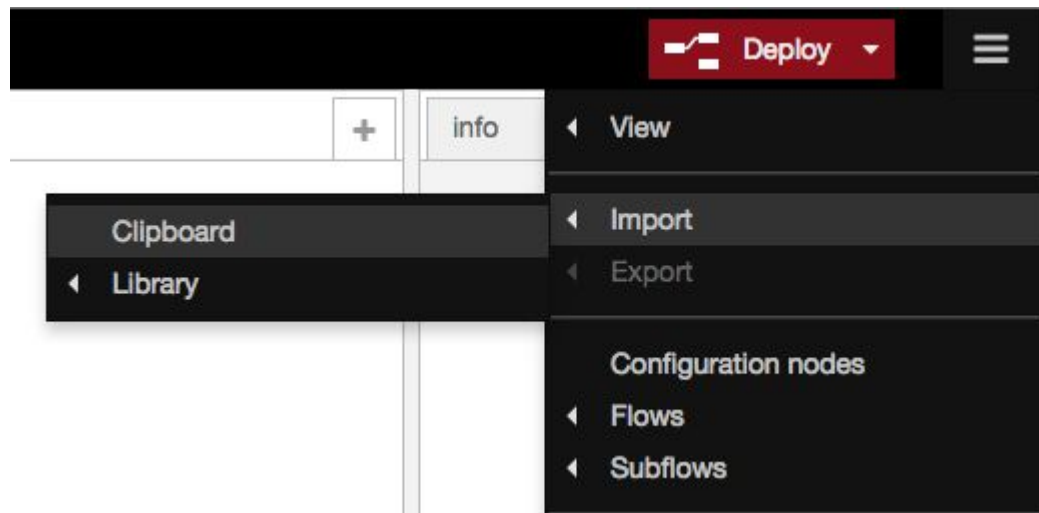 Deploy
+
info
View
Clipboard
Import
Library
Export
Configuration nodes
Flows
Subflows